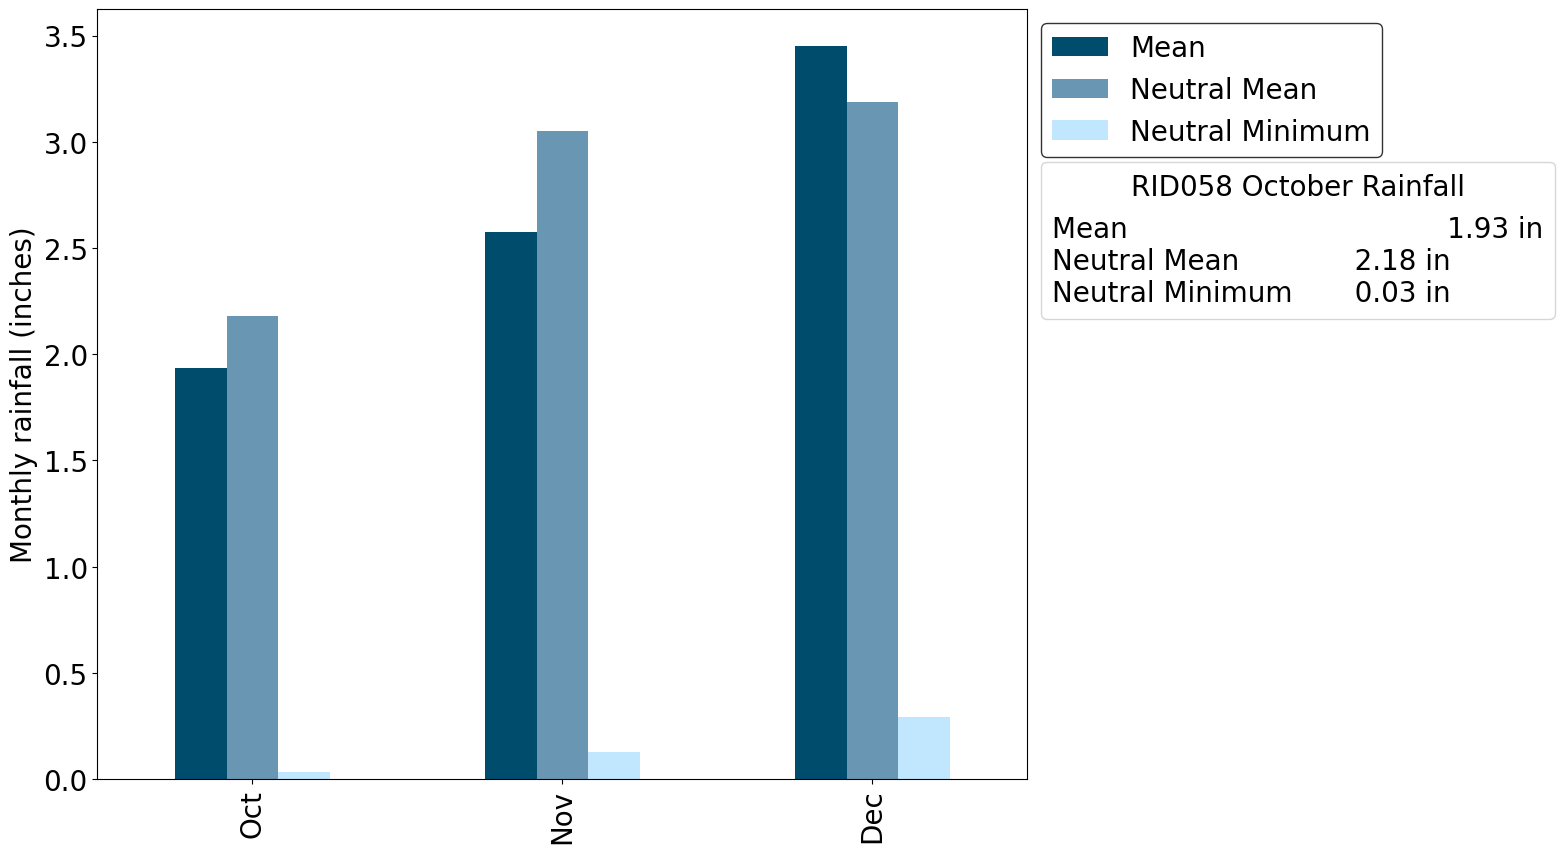 Monthly rainfall (inches)
3.5
3.0
2.5
2.0
1.5
1.0
0.5
0.0
Oct
Nov
Dec
Mean
Neutral Mean
Neutral Minimum
RID058 October Rainfall
Mean 1.93 in
Neutral Mean 2.18 in
Neutral Minimum 0.03 in